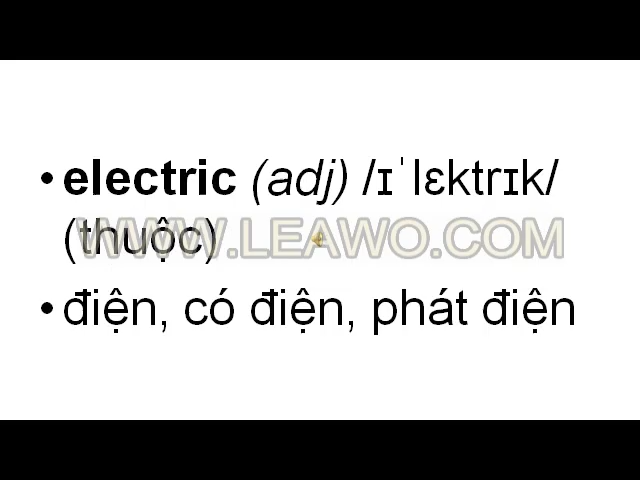 • electric (adj) /ɪˈlɛktrɪk/
(thuộc)
WWW.LEAWO.COM
• điện, có điện, phát điện